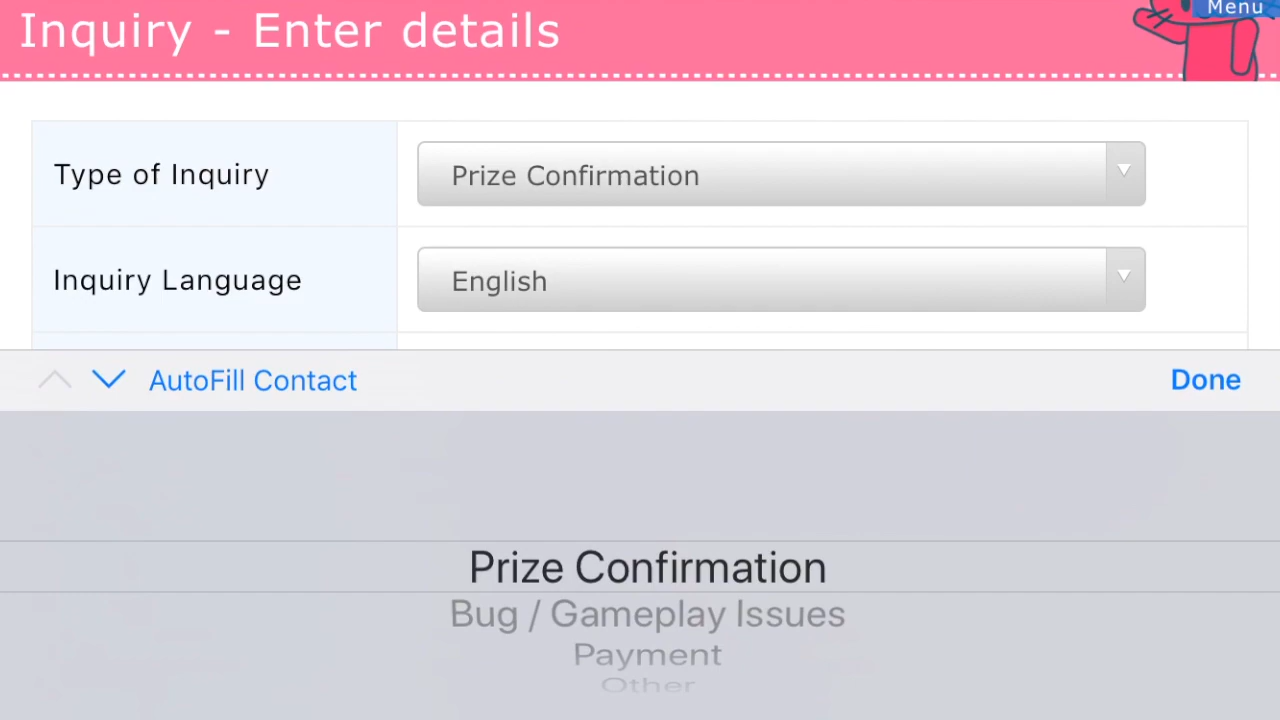 Menu
Inquiry - Enter details
Type of Inquiry
Prize Confirmation
Inquiry Language
English
AutoFill Contact
Done
Prize Confirmation
Bug / Gameplay Issues
Payment
Other